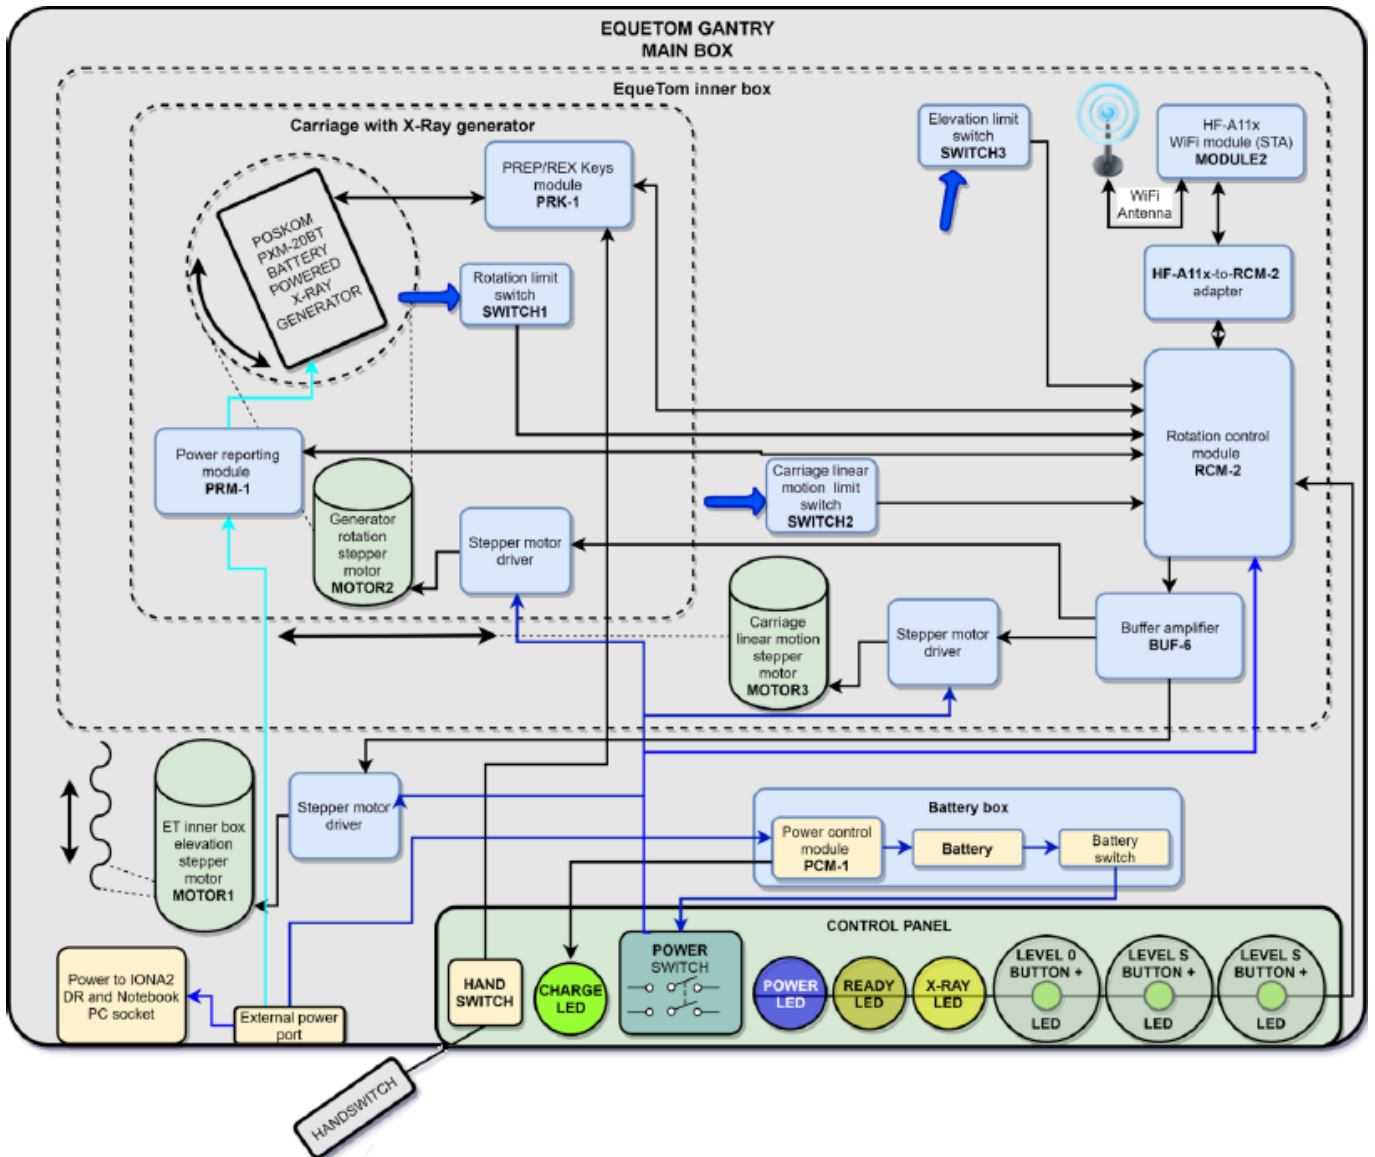 EQUETOM GANTRY
MAIN BOX
EqueTom inner box
Carriage with X-Ray generator
POSKOM
PXM-20BT
BATTERY
POWERED
X-RAY
GENERATOR
PREP/REX Keys
module
PRK-1
Rotation limit
switch
SWITCH1
Elevation limit
switch
SWITCH3
WiFi
Antenna
HF-A11x
WiFi module (STA)
MODULE2
HF-A11x-to-RCM-2
adapter
Rotation control
module
RCM-2
Power reporting
module
PRM-1
Generator
rotation
stepper
motor
MOTOR2
Stepper motor
driver
Carriage linear
motion limit
switch
SWITCH2
Carriage
linear motion
stepper
motor
MOTOR3
Stepper motor
driver
Buffer amplifier
BUF-6
ET inner box
elevation
stepper
motor
MOTOR1
Stepper motor
driver
Battery box
Power control
module
PCM-1
Battery
Battery
switch
Power to IONA2
DR and Notebook
PC socket
External power
port
CONTROL PANEL
HAND
SWITCH
CHARGE
LED
POWER
SWITCH
POWER
LED
READY
LED
X-RAY
LED
LEVEL 0
BUTTON +
LED
LEVEL S
BUTTON +
LED
LEVEL S
BUTTON +
LED
HANDSWITCH